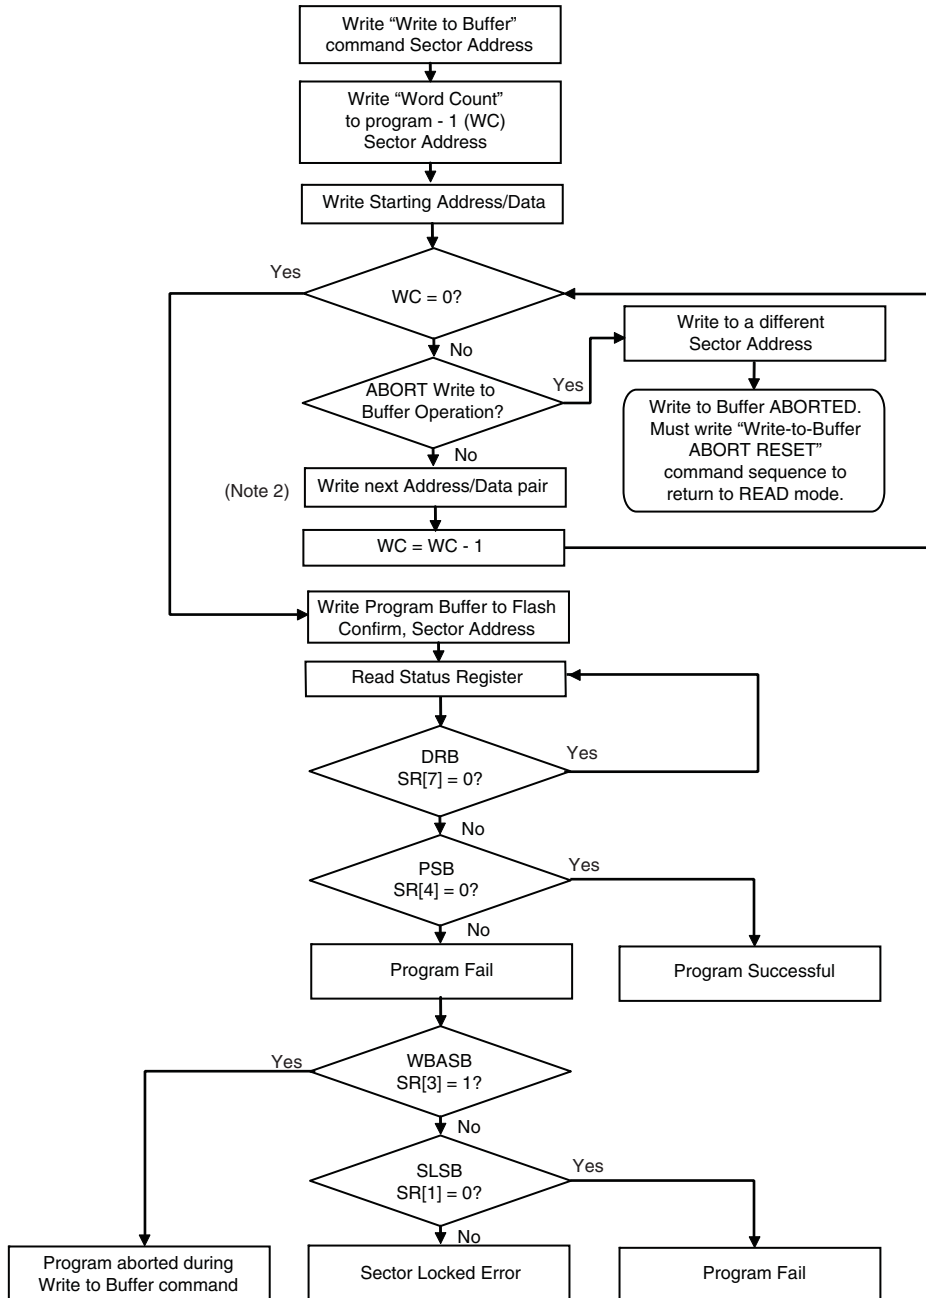 Write “Write to Buffer”
command Sector Address
Write “Word Count”
to program - 1 (WC)
Sector Address
Write Starting Address/Data
Yes
WC = 0?
No
Write to a different
Sector Address
ABORT Write to
Buffer Operation?
Yes
No
Write to Buffer ABORTED.
Must write “Write-to-Buffer
ABORT RESET”
command sequence to
return to READ mode.
(Note 2)
Write next Address/Data pair
WC = WC - 1
Write Program Buffer to Flash
Confirm, Sector Address
Read Status Register
DRB
SR[7] = 0?
Yes
No
PSB
SR[4] = 0?
Yes
No
Program Fail
Program Successful
Yes
WBASB
SR[3] = 1?
No
SLSB
SR[1] = 0?
Yes
No
Program aborted during
Write to Buffer command
Sector Locked Error
Program Fail